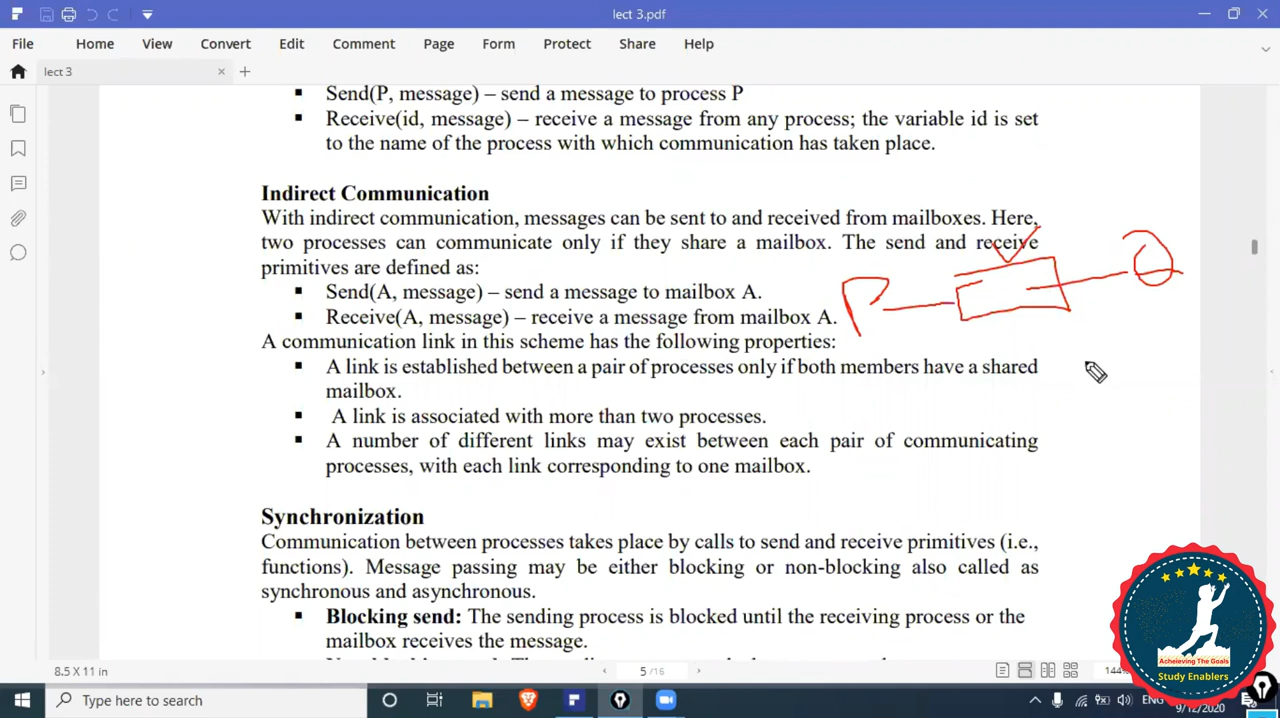 lect 3.pdf
File Home View Convert Edit Comment Page Form Protect Share Help
lect 3
Send(P, message) – send a message to process P
Receive(id, message) – receive a message from any process; the variable id is set
to the name of the process with which communication has taken place.
Indirect Communication
With indirect communication, messages can be sent to and received from mailboxes. Here,
two processes can communicate only if they share a mailbox. The send and receive
primitives are defined as:
Send(A, message) – send a message to mailbox A.
Receive(A, message) – receive a message from mailbox A.
P
Q
A communication link in this scheme has the following properties:
A link is established between a pair of processes only if both members have a shared
mailbox.
A link is associated with more than two processes.
A number of different links may exist between each pair of communicating
processes, with each link corresponding to one mailbox.
Synchronization
Communication between processes takes place by calls to send and receive primitives (i.e.,
functions). Message passing may be either blocking or non-blocking also called as
synchronous and asynchronous.
Blocking send: The sending process is blocked until the receiving process or the
mailbox receives the message.
Acheieving The Goals
Study Enablers
8.5 X 11 in
5 /16
144
Type here to search
ENG
9/12/2020